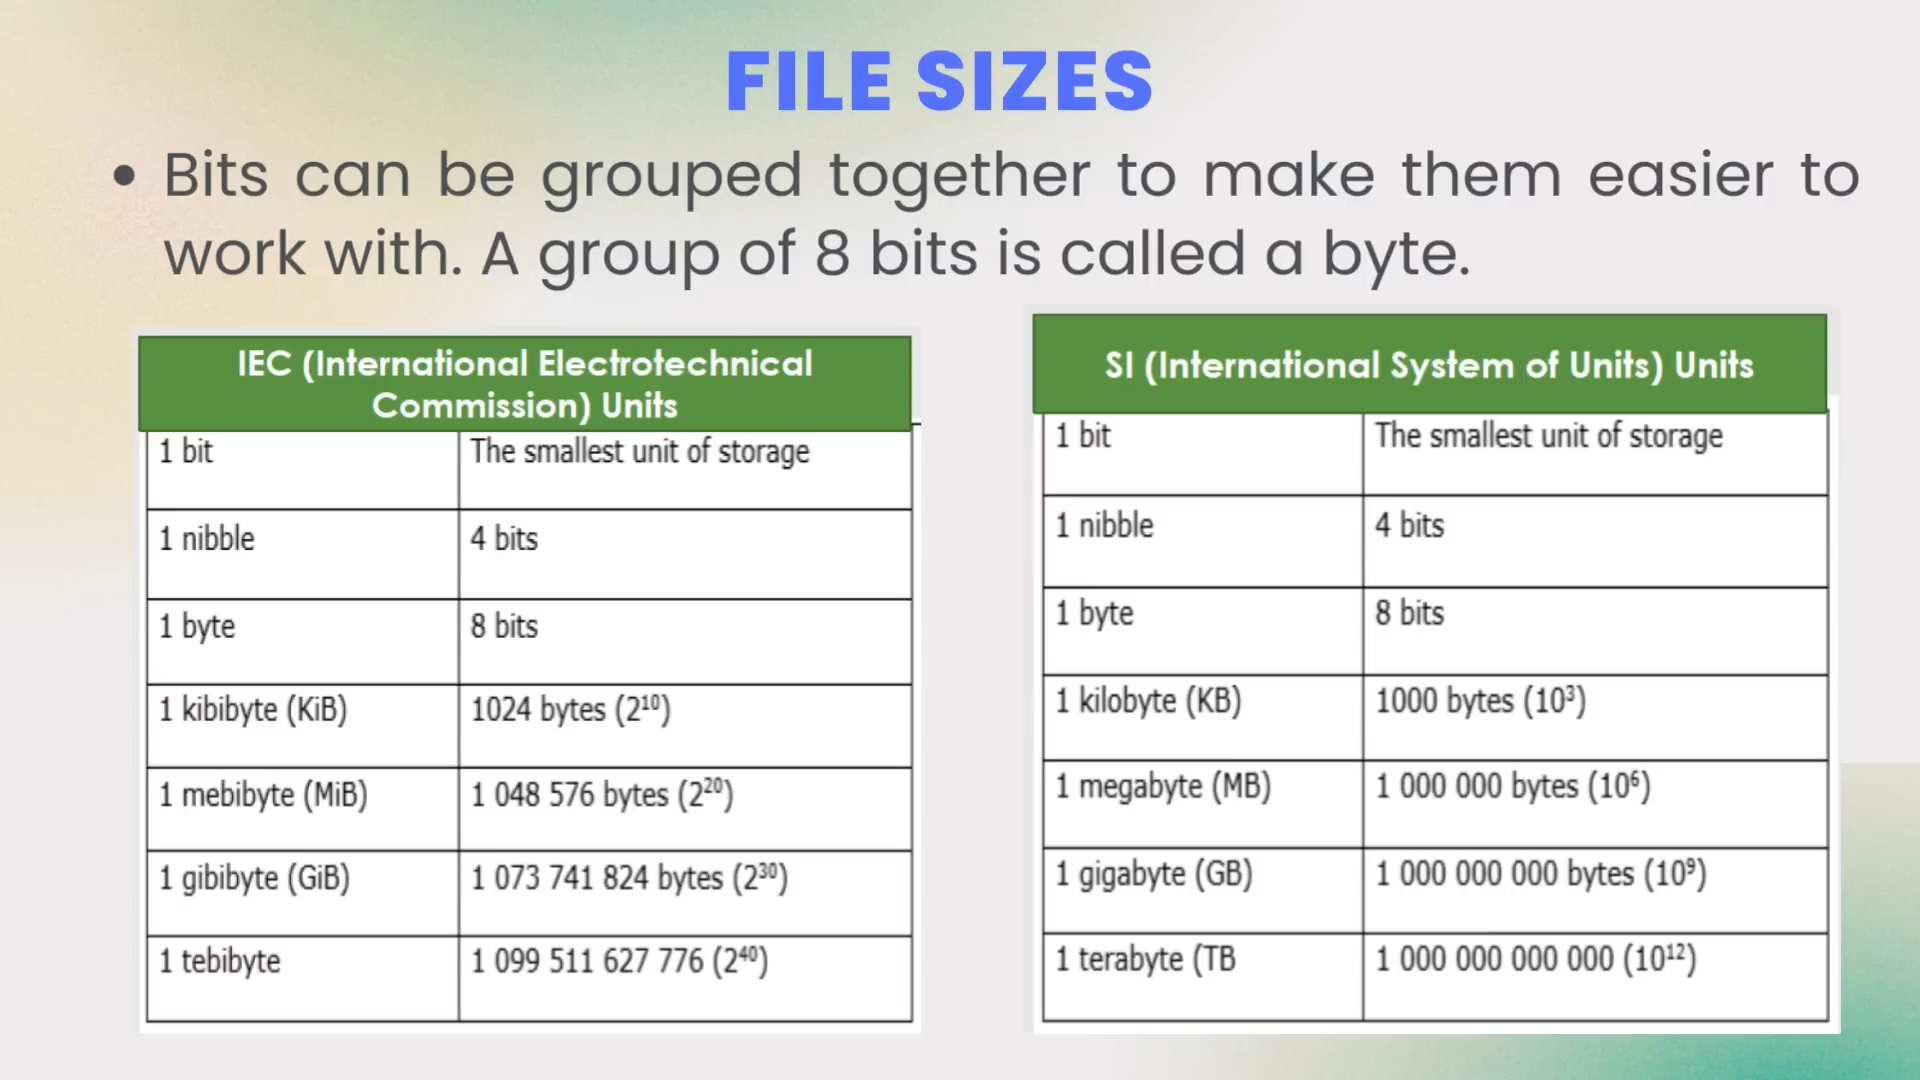 FILE SIZES
• Bits can be grouped together to make them easier to
work with. A group of 8 bits is called a byte.
IEC (International Electrotechnical
Commission) Units
1 bit The smallest unit of storage
1 nibble 4 bits
1 byte 8 bits
1 kibibyte (KiB) 1024 bytes (2¹⁰)
1 mebibyte (MiB) 1 048 576 bytes (2²⁰)
1 gibibyte (GiB) 1 073 741 824 bytes (2³⁰)
1 tebibyte 1 099 511 627 776 (2⁴⁰)
SI (International System of Units) Units
1 bit The smallest unit of storage
1 nibble 4 bits
1 byte 8 bits
1 kilobyte (KB) 1000 bytes (10³)
1 megabyte (MB) 1 000 000 bytes (10⁶)
1 gigabyte (GB) 1 000 000 000 bytes (10⁹)
1 terabyte (TB 1 000 000 000 000 (10¹²)